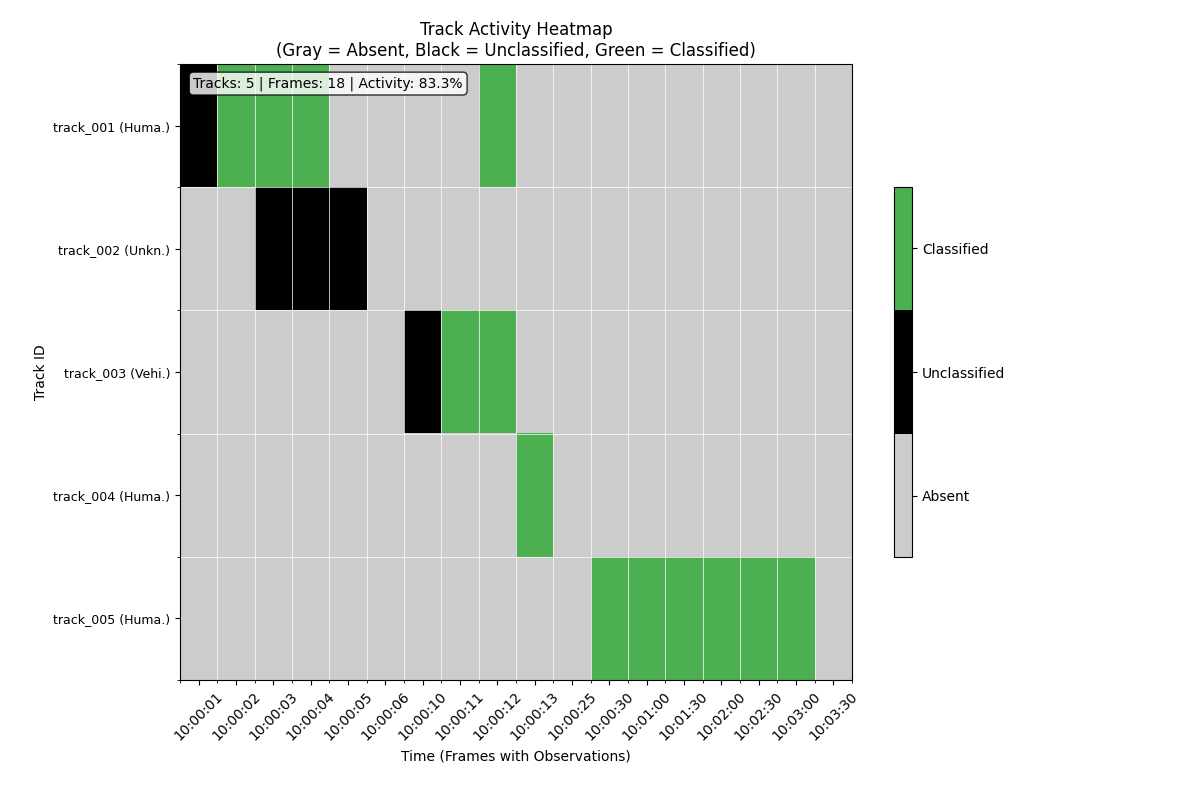 Track Activity Heatmap
(Gray = Absent, Black = Unclassified, Green = Classified)
Tracks: 5 | Frames: 18 | Activity: 83.3%
Track ID
track_001 (Huma.)
track_002 (Unkn.)
track_003 (Vehi.)
track_004 (Huma.)
track_005 (Huma.)
Classified
Unclassified
Absent
10:00:01
10:00:02
10:00:03
10:00:04
10:00:05
10:00:06
10:00:10
10:00:11
10:00:12
10:00:13
10:00:25
10:00:30
10:01:00
10:01:30
10:02:00
10:02:30
10:03:00
10:03:30
Time (Frames with Observations)